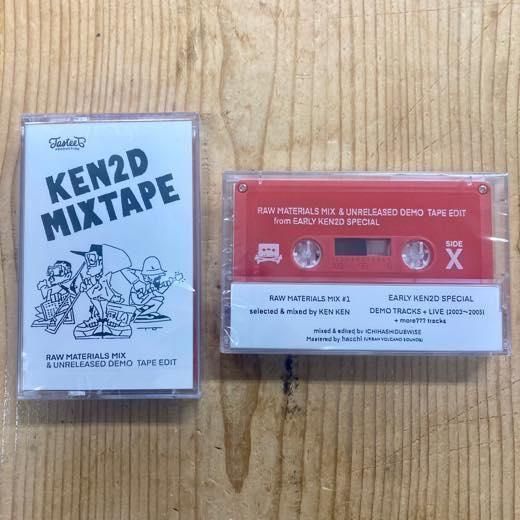 JasteeT
PRODUCTION
KEN2D
MIXTAPE
RAW MATERIALS MIX
& UNRELEASED DEMO TAPE EDIT
RAW MATERIALS MIX & UNRELEASED DEMO TAPE EDIT
from EARLY KEN2D SPECIAL
SIDE
X
RAW MATERIALS MIX #1
selected & mixed by KEN KEN
EARLY KEN2D SPECIAL
DEMO TRACKS + LIVE (2003~2005)
+ more??? tracks
mixed & edited by ICHIHASHIDUBWISE
Mastered by hacchi (URBAN VOLCANO SOUNDS)